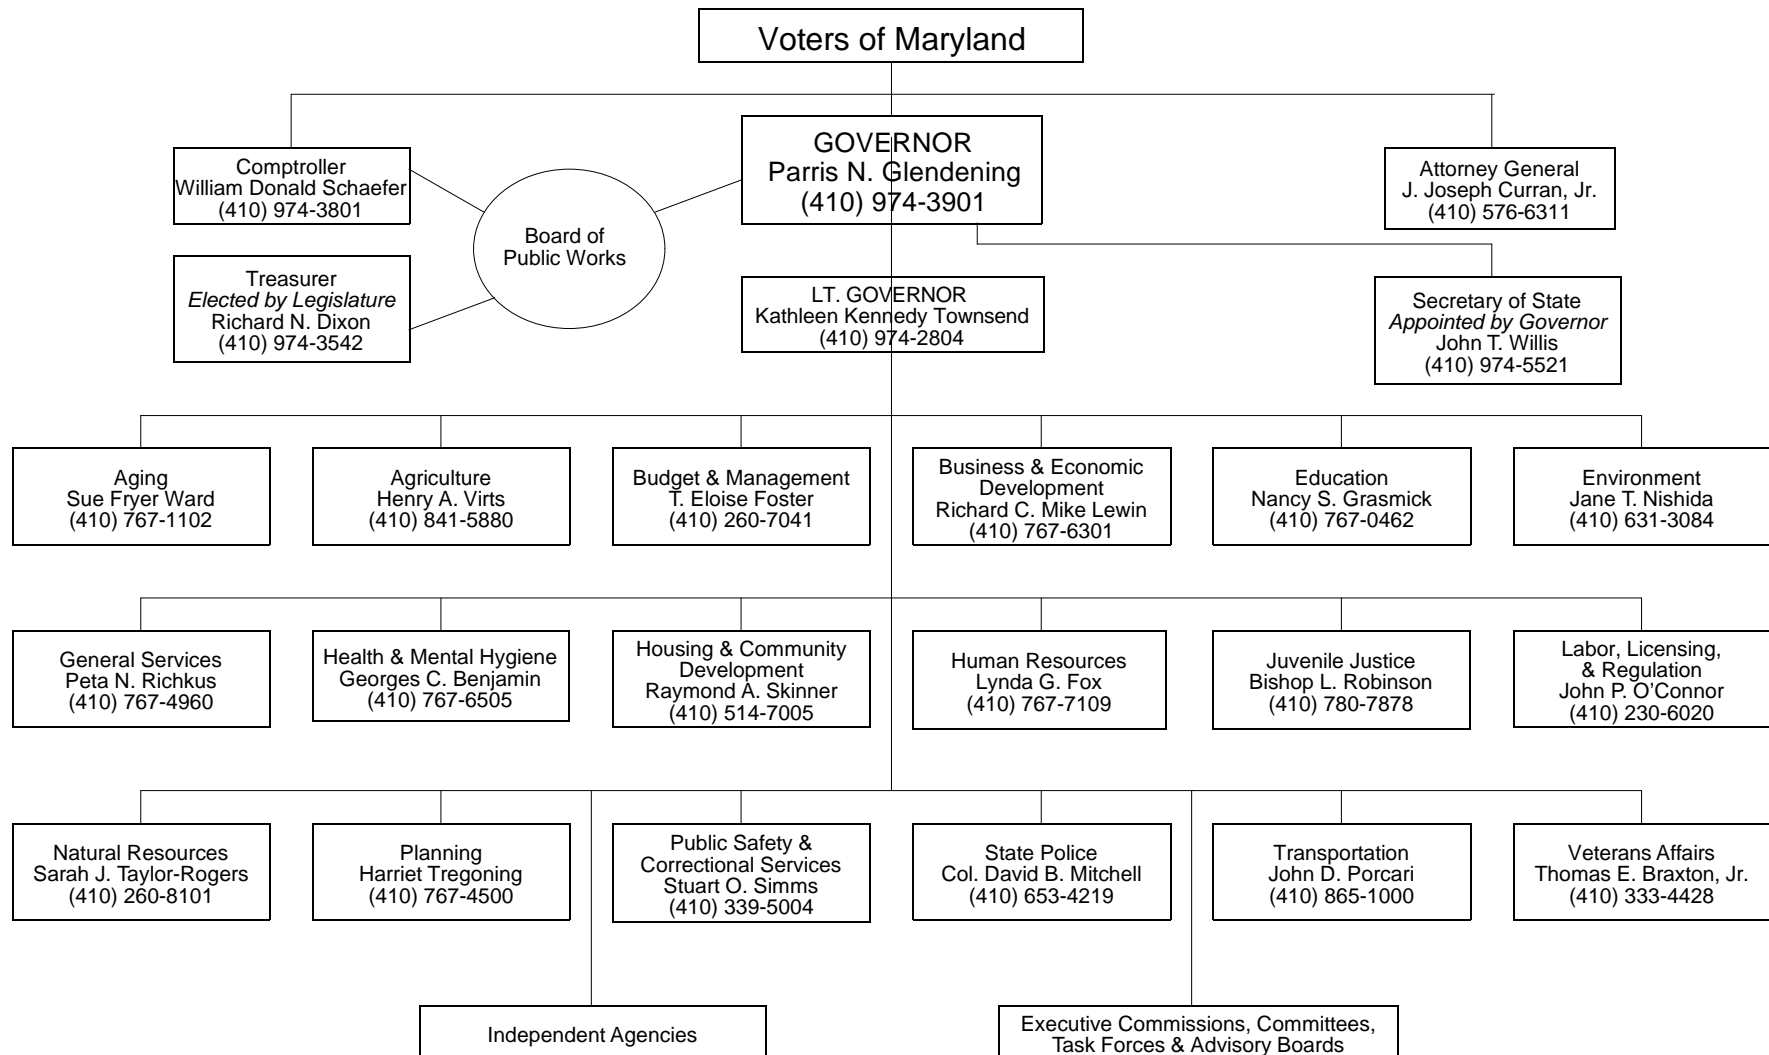 Voters of Maryland
Comptroller
William Donald Schaefer
(410) 974-3801
GOVERNOR
Parris N. Glendening
(410) 974-3901
Attorney General
J. Joseph Curran, Jr.
(410) 576-6311
Board of
Public Works
Treasurer
Elected by Legislature
Richard N. Dixon
(410) 974-3542
LT. GOVERNOR
Kathleen Kennedy Townsend
(410) 974-2804
Secretary of State
Appointed by Governor
John T. Willis
(410) 974-5521
Aging
Sue Fryer Ward
(410) 767-1102
Agriculture
Henry A. Virts
(410) 841-5880
Budget & Management
T. Eloise Foster
(410) 260-7041
Business & Economic
Development
Richard C. Mike Lewin
(410) 767-6301
Education
Nancy S. Grasmick
(410) 767-0462
Environment
Jane T. Nishida
(410) 631-3084
General Services
Peta N. Richkus
(410) 767-4960
Health & Mental Hygiene
Georges C. Benjamin
(410) 767-6505
Housing & Community
Development
Raymond A. Skinner
(410) 514-7005
Human Resources
Lynda G. Fox
(410) 767-7109
Juvenile Justice
Bishop L. Robinson
(410) 780-7878
Labor, Licensing,
& Regulation
John P. O'Connor
(410) 230-6020
Natural Resources
Sarah J. Taylor-Rogers
(410) 260-8101
Planning
Harriet Tregoning
(410) 767-4500
Public Safety &
Correctional Services
Stuart O. Simms
(410) 339-5004
State Police
Col. David B. Mitchell
(410) 653-4219
Transportation
John D. Porcari
(410) 865-1000
Veterans Affairs
Thomas E. Braxton, Jr.
(410) 333-4428
Independent Agencies
Executive Commissions, Committees,
Task Forces & Advisory Boards